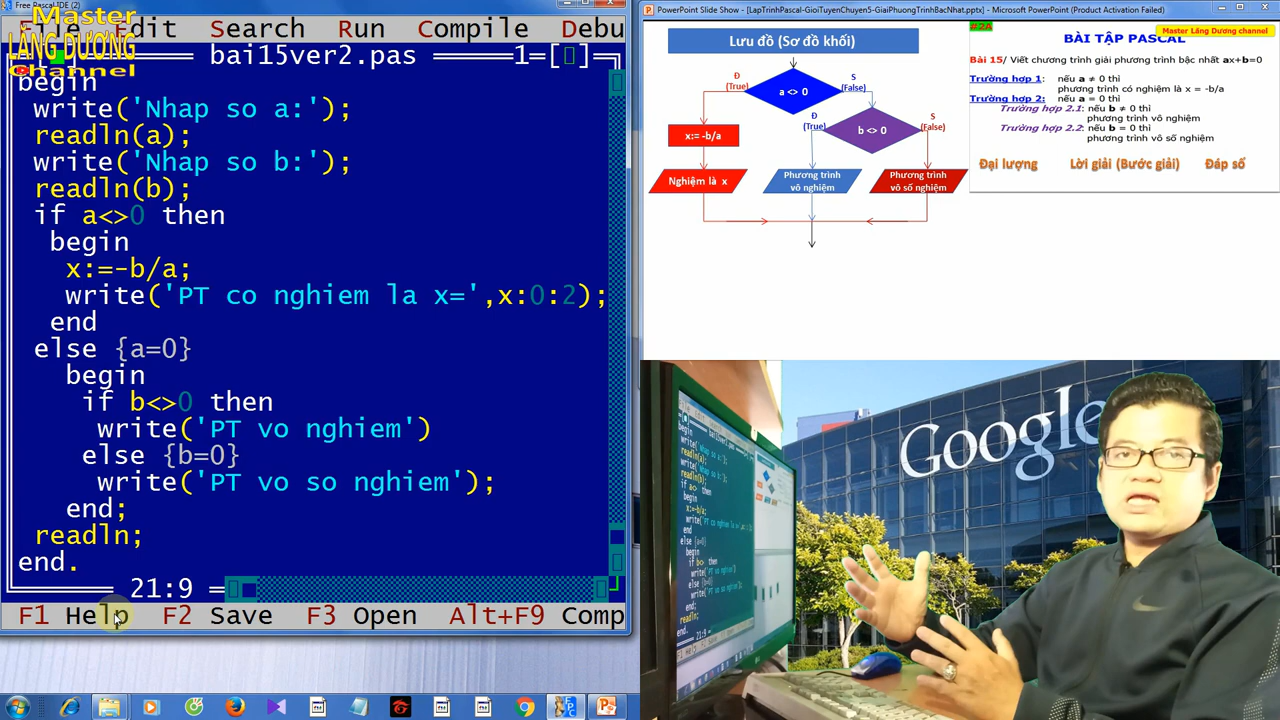 Free Pascal IDE (2)
Master
LÃNG DƯƠNG
Channel
File Edit Search Run Compile Debu
bai15ver2.pas 1=[ ]
begin
write('Nhap so a:');
readln(a);
write('Nhap so b:');
readln(b);
if a<>0 then
begin
x:=-b/a;
write('PT co nghiem la x=',x:0:2);
end
else {a=0}
begin
if b<>0 then
write('PT vo nghiem')
else {b=0}
write('PT vo so nghiem');
end;
readln;
end.
21:9
F1 Help F2 Save F3 Open Alt+F9 Comp
PowerPoint Slide Show - [LapTrinhPascal-GioiTuyenChuyen5-GiaiPhuongTrinhBacNhat.pptx] - Microsoft PowerPoint (Product Activation Failed)
Lưu đồ (Sơ đồ khối)
Đ
(True)
a <> 0
S
(False)
x:= -b/a
Đ
(True)
b <> 0
S
(False)
Nghiệm là x
Phương trình
vô nghiệm
Phương trình
vô số nghiệm
#2A
Master Lãng Dương channel
BÀI TẬP PASCAL
Bài 15/ Viết chương trình giải phương trình bậc nhất ax+b=0
Trường hợp 1: nếu a ≠ 0 thì
phương trình có nghiệm là x = -b/a
Trường hợp 2: nếu a = 0 thì
Trường hợp 2.1: nếu b ≠ 0 thì
phương trình vô nghiệm
Trường hợp 2.2: nếu b = 0 thì
phương trình vô số nghiệm
Đại lượng Lời giải (Bước giải) Đáp số
Google